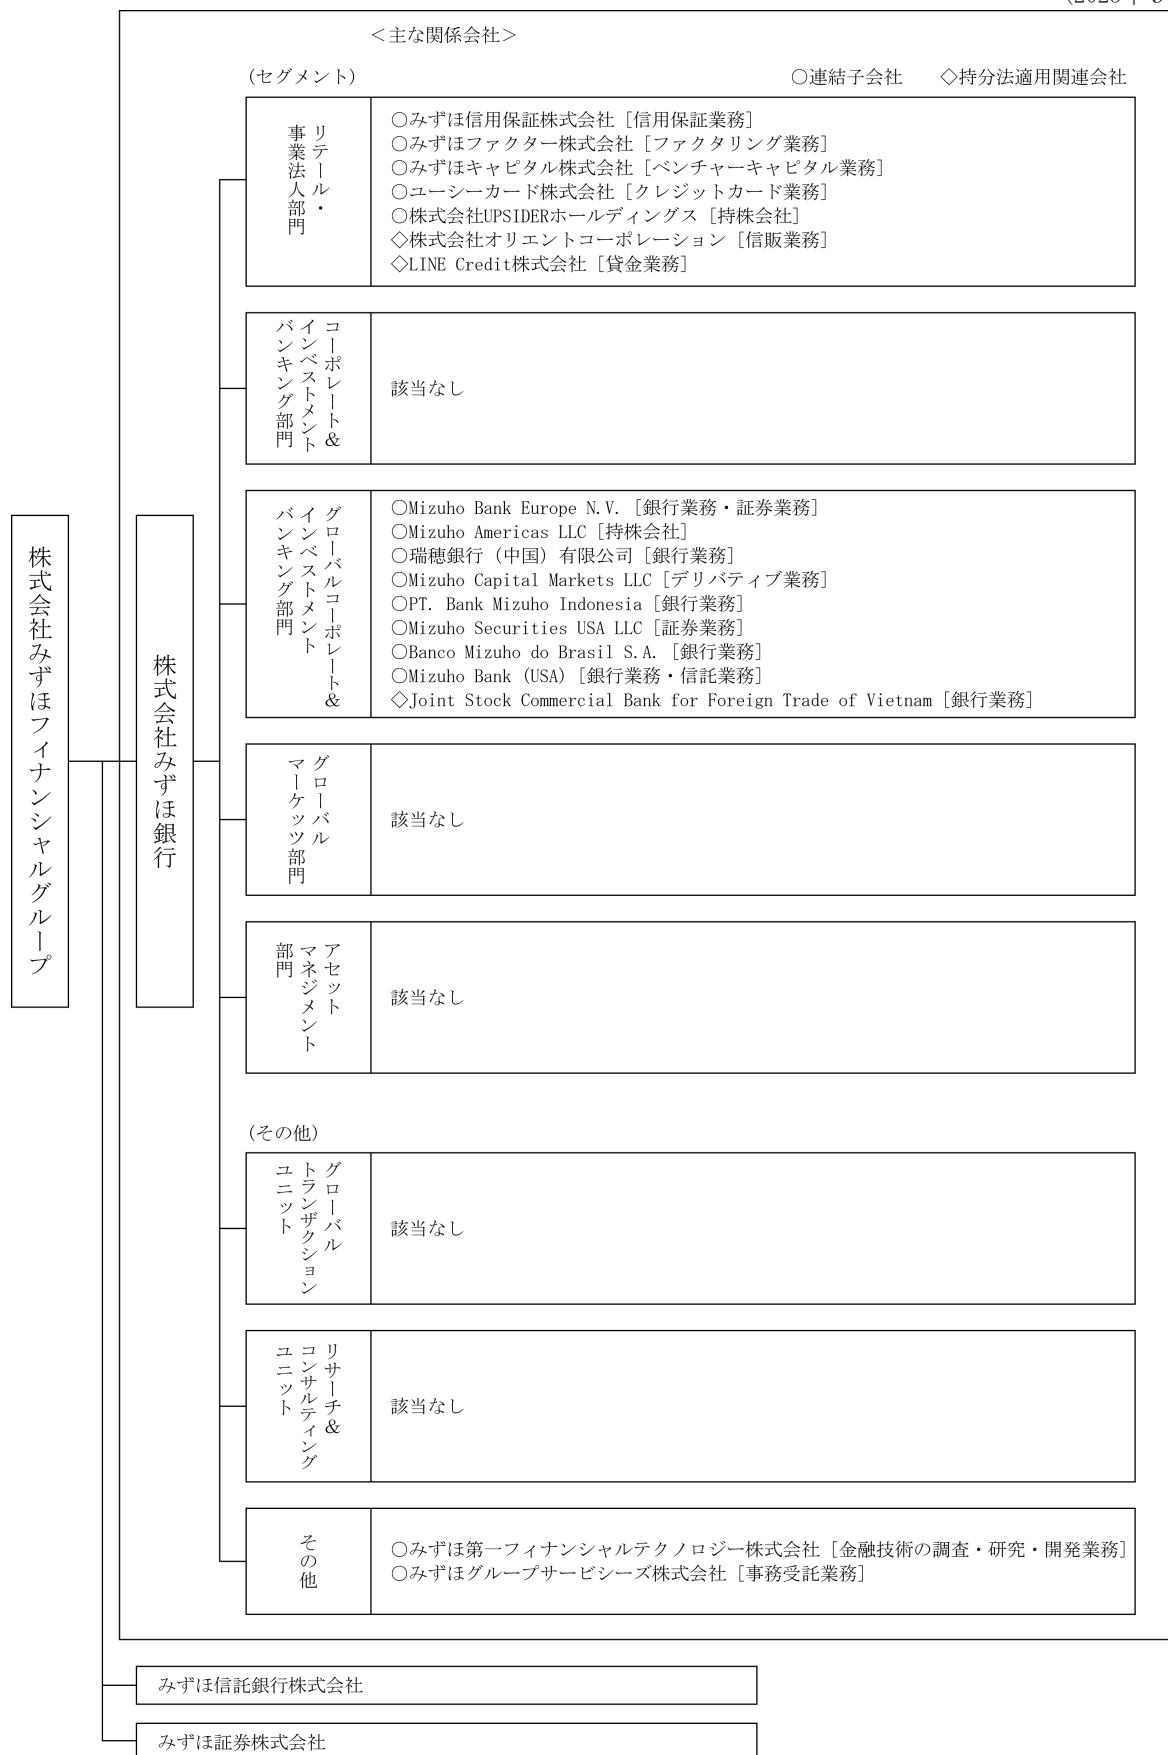 ＜主な関係会社＞
(セグメント)
○連結子会社　◇持分法適用関連会社
リテール・
事業法人部門
○みずほ信用保証株式会社［信用保証業務］
○みずほファクター株式会社［ファクタリング業務］
○みずほキャピタル株式会社［ベンチャーキャピタル業務］
○ユーシーカード株式会社［クレジットカード業務］
○株式会社UPSIDERホールディングス［持株会社］
◇株式会社オリエントコーポレーション［信販業務］
◇LINE Credit株式会社［貸金業務］
コーポレート＆
インベストメント
バンキング部門
該当なし
グローバルコーポレート＆
インベストメント
バンキング部門
○Mizuho Bank Europe N.V.［銀行業務・証券業務］
○Mizuho Americas LLC［持株会社］
○瑞穂銀行（中国）有限公司［銀行業務］
○Mizuho Capital Markets LLC［デリバティブ業務］
○PT. Bank Mizuho Indonesia［銀行業務］
○Mizuho Securities USA LLC［証券業務］
○Banco Mizuho do Brasil S.A.［銀行業務］
○Mizuho Bank (USA)［銀行業務・信託業務］
◇Joint Stock Commercial Bank for Foreign Trade of Vietnam［銀行業務］
株式会社みずほフィナンシャルグループ
株式会社みずほ銀行
グローバル
マーケッツ部門
該当なし
アセット
マネジメント
部門
該当なし
(その他)
グローバル
トランザクション
ユニット
該当なし
リサーチ＆
コンサルティング
ユニット
該当なし
その他
○みずほ第一フィナンシャルテクノロジー株式会社［金融技術の調査・研究・開発業務］
○みずほグループサービシーズ株式会社［事務受託業務］
みずほ信託銀行株式会社
みずほ証券株式会社